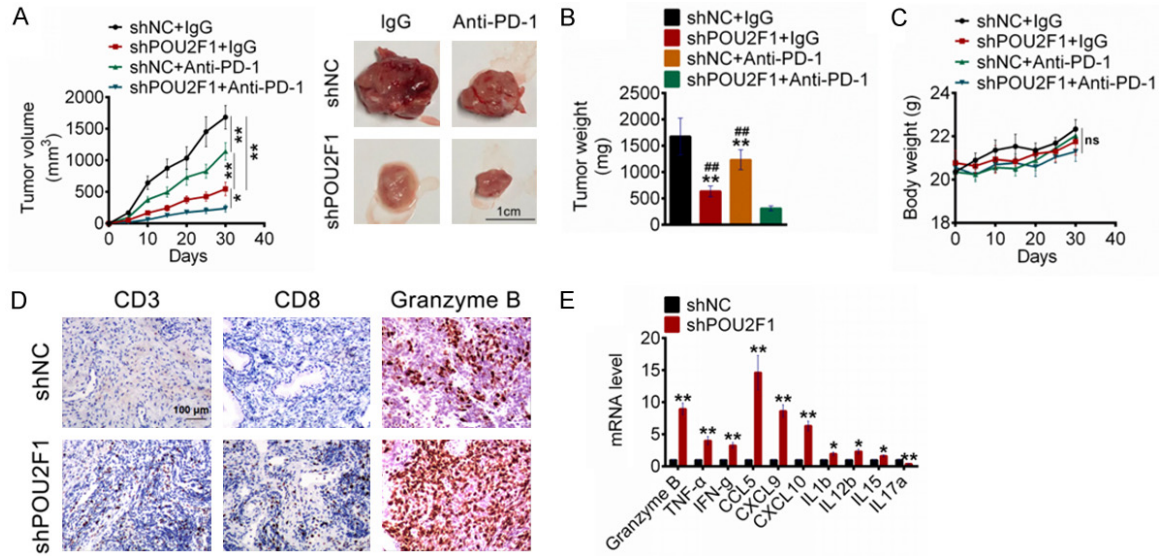 A
shNC+IgG
shPOU2F1+IgG
shNC+Anti-PD-1
shPOU2F1+Anti-PD-1
Tumor volume
(mm3)
2000
1500
1000
500
0
0 10 20 30 40
Days
**
**
**
*
IgG Anti-PD-1
shNC
shPOU2F1
1cm
B
shNC+IgG
shPOU2F1+IgG
shNC+Anti-PD-1
shPOU2F1+Anti-PD-1
Tumor weight
(mg)
2500
2000
1500
1000
500
0
##
**
##
**
C
shNC+IgG
shPOU2F1+IgG
shNC+Anti-PD-1
shPOU2F1+Anti-PD-1
Body weight (g)
24
22
20
18
0 10 20 30 40
Days
ns
D
CD3 CD8 Granzyme B
shNC
shPOU2F1
100 μm
E
shNC
shPOU2F1
mRNA level
20
15
10
5
0
** ** ** ** ** ** * * * **
Granzyme B
TNF-α
IFN-g
CCL5
CXCL9
CXCL10
IL1b
IL12b
IL15
IL17a